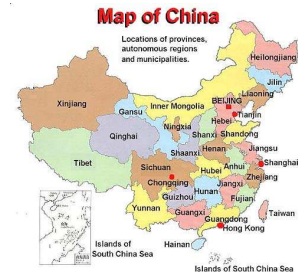 Map of China
Locations of provinces,
autonomous regions
and municipalities.
Heilongjiang
Jilin
Liaoning
BEIJING
Inner Mongolia
Xinjiang
Gansu
Tianjin
Hebei
Ningxia
Shanxi
Shandong
Qinghai
Shaanxi
Henan
Jiangsu
Tibet
Sichuan
Hubei
Anhui
Shanghai
Chongqing
Zhejiang
Hunan
Jiangxi
Guizhou
Fujian
Yunnan
Guangxi
Guangdong
Taiwan
Hong Kong
Hainan
Islands of
South China Sea
Islands of South China Sea